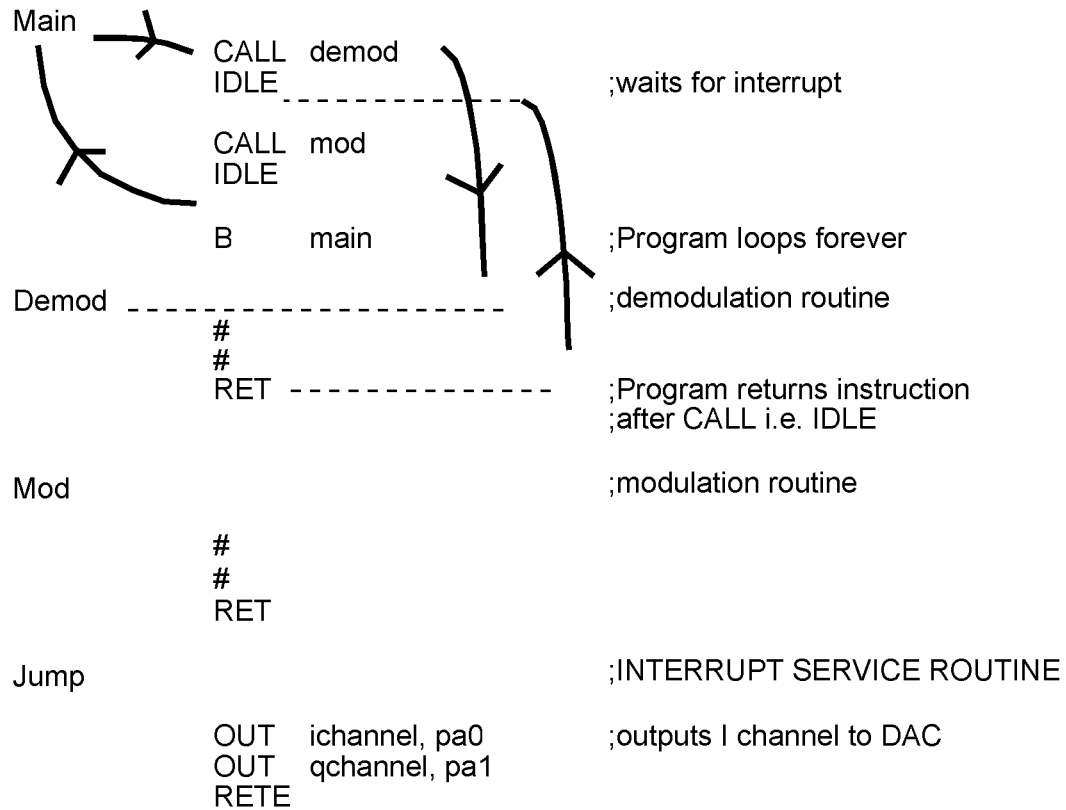 Main
CALL demod
IDLE ;waits for interrupt
CALL mod
IDLE
B main ;Program loops forever
Demod ;demodulation routine
#
#
RET ;Program returns instruction
;after CALL i.e. IDLE
Mod ;modulation routine
#
#
RET
Jump ;INTERRUPT SERVICE ROUTINE
OUT ichannel, pa0 ;outputs I channel to DAC
OUT qchannel, pa1
RETE